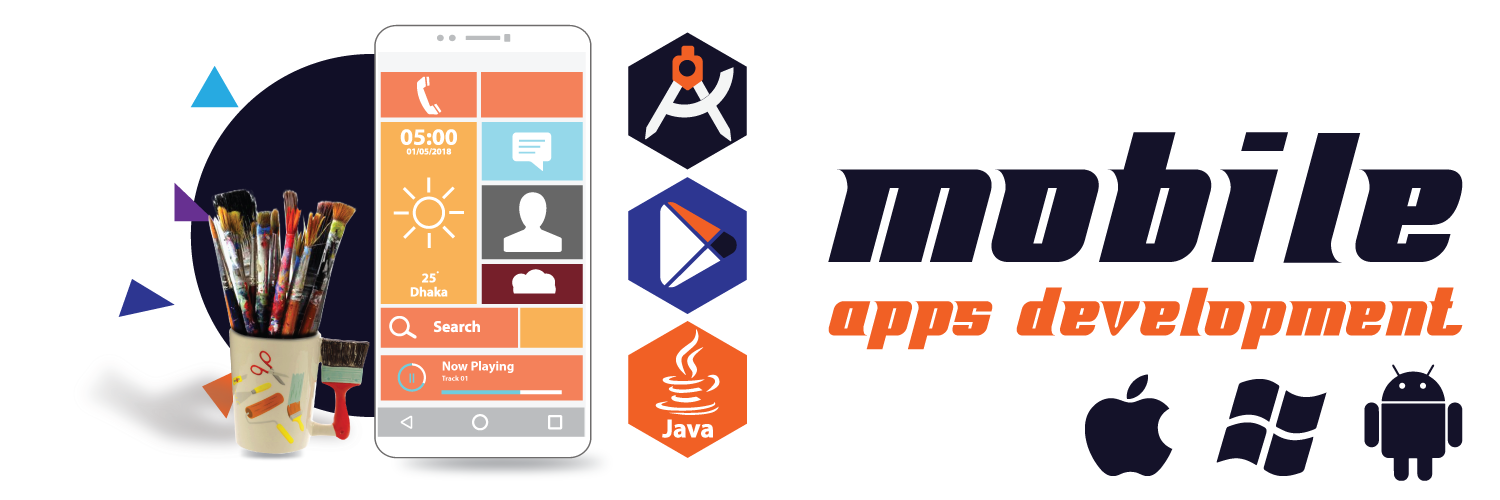 05:00
01/05/2018
25°
Dhaka
Search
Now Playing
Track 01
Java
mobile
apps development